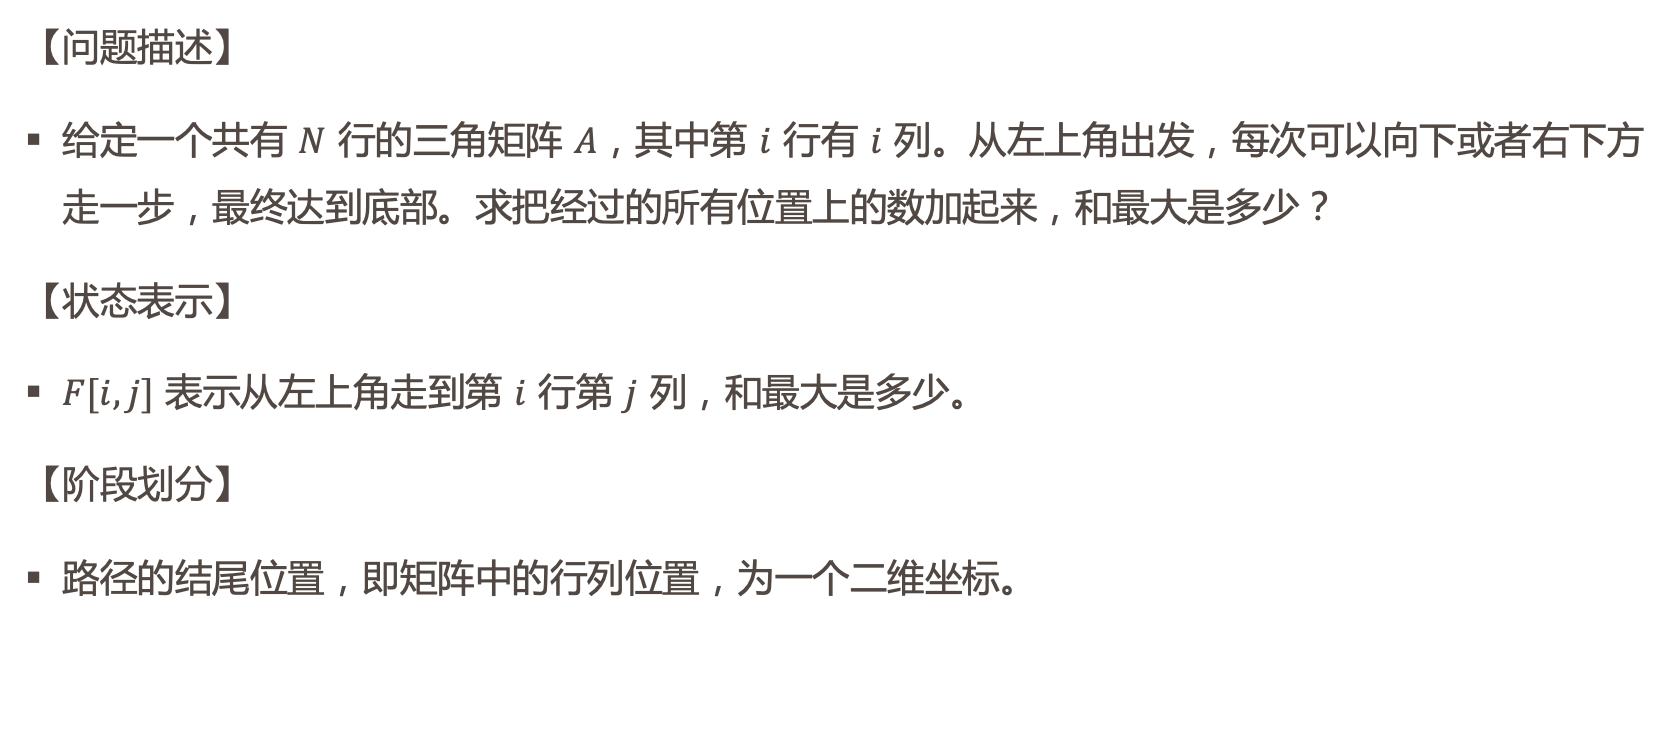 【问题描述】
▪ 给定一个共有 N 行的三角矩阵 A，其中第 i 行有 i 列。从左上角出发，每次可以向下或者右下方
走一步，最终达到底部。求把经过的所有位置上的数加起来，和最大是多少？
【状态表示】
▪ F[i,j] 表示从左上角走到第 i 行第 j 列，和最大是多少。
【阶段划分】
▪ 路径的结尾位置，即矩阵中的行列位置，为一个二维坐标。